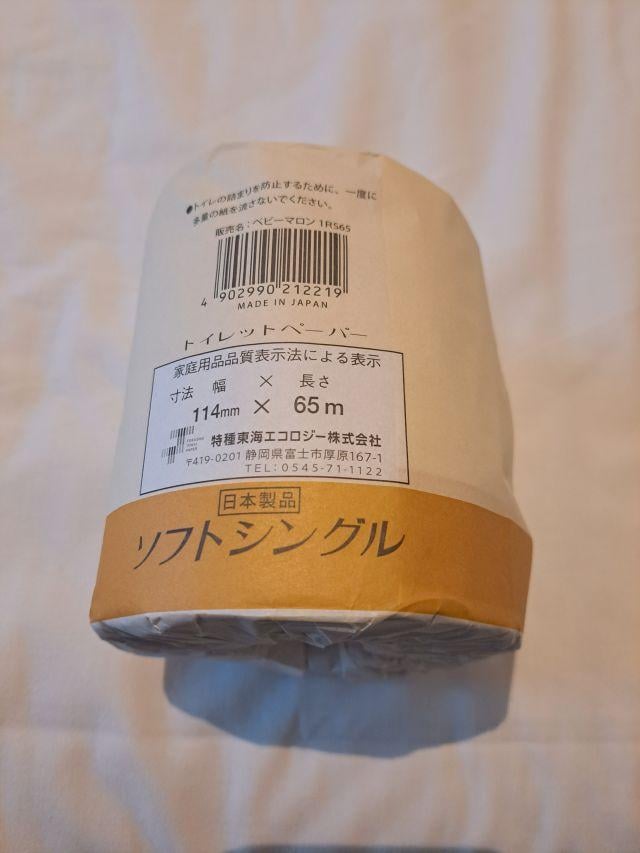 ●トイレの詰まりを防止するために、一度に
多量の紙を流さないでください。
販売名：ベビーマロン 1R565
4 902990 212219
MADE IN JAPAN
トイレットペーパー
家庭用品品質表示法による表示
寸法 幅 × 長さ
114mm × 65m
特種東海エコロジー株式会社
〒419-0201 静岡県富士市厚原167-1
TEL:0545-71-1122
日本製品
ソフトシングル